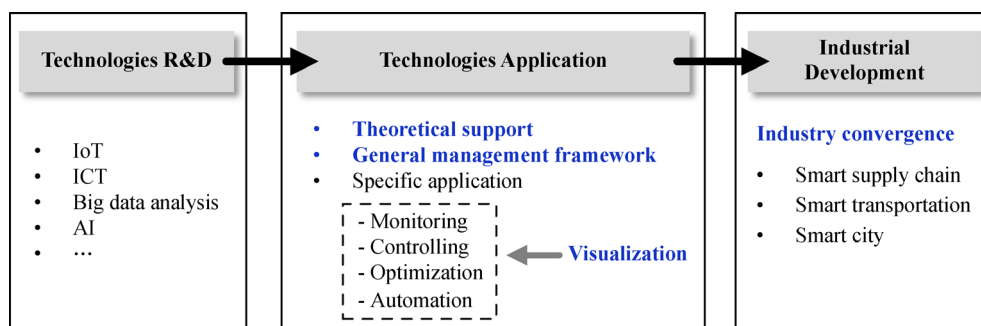 Technologies R&D
• IoT
• ICT
• Big data analysis
• AI
• ...
Technologies Application
• Theoretical support
• General management framework
• Specific application
- Monitoring
- Controlling
- Optimization
- Automation
Visualization
Industrial
Development
Industry convergence
• Smart supply chain
• Smart transportation
• Smart city